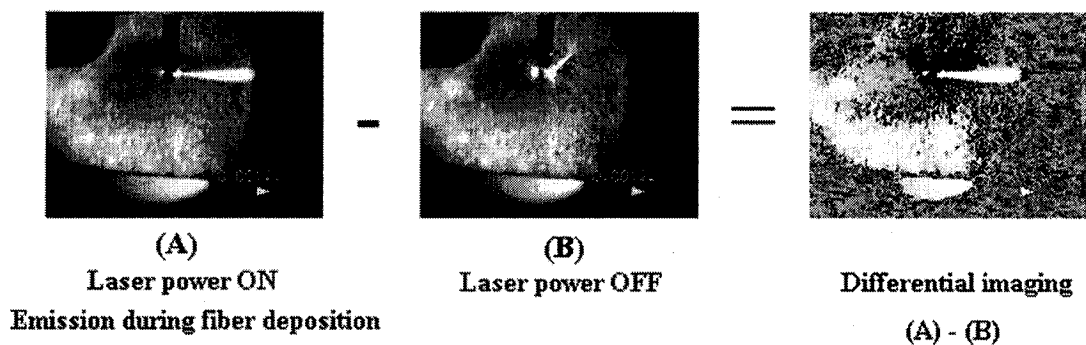 -
=
(A)
Laser power ON
Emission during fiber deposition
(B)
Laser power OFF
Differential imaging
(A) - (B)